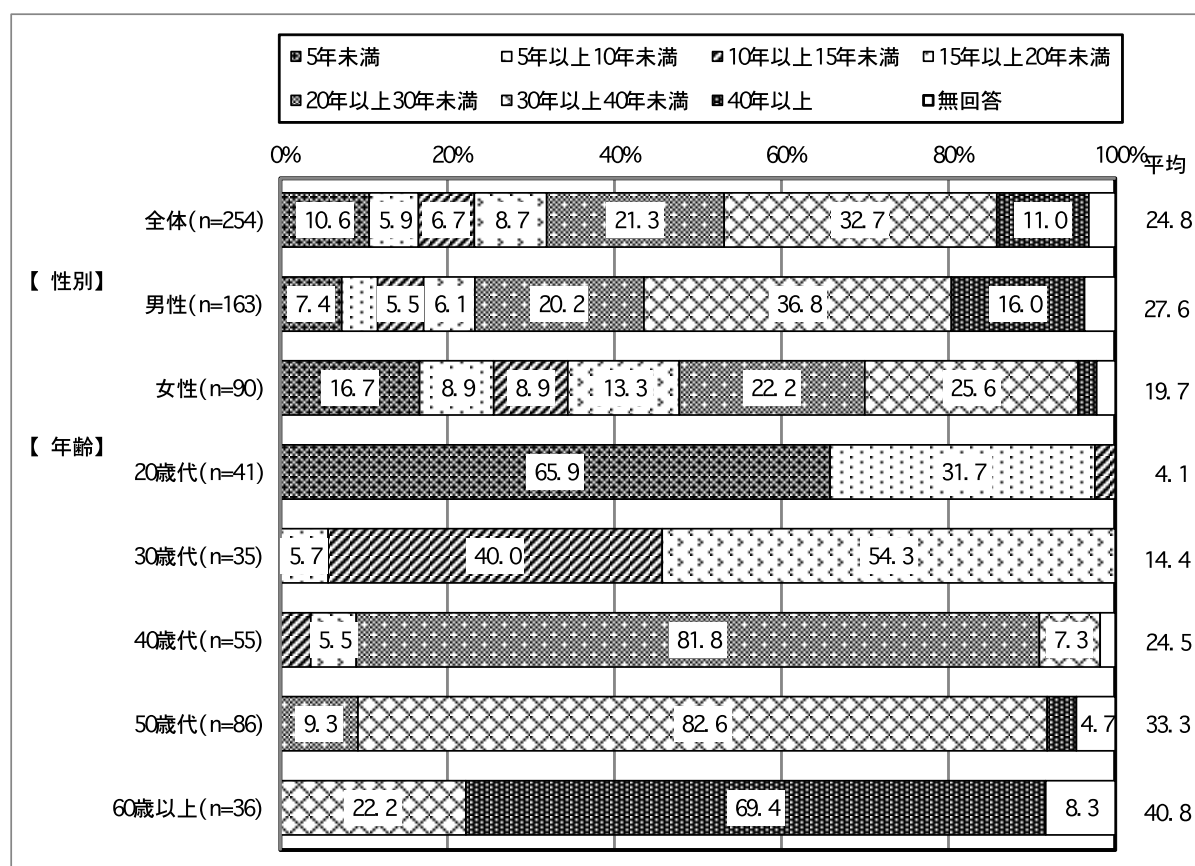 5年未満 5年以上10年未満 10年以上15年未満 15年以上20年未満
20年以上30年未満 30年以上40年未満 40年以上 無回答
0% 20% 40% 60% 80% 100% 平均
全体(n=254) 10.6 5.9 6.7 8.7 21.3 32.7 11.0 24.8
【 性別】
男性(n=163) 7.4 5.5 6.1 20.2 36.8 16.0 27.6
女性(n=90) 16.7 8.9 8.9 13.3 22.2 25.6 19.7
【 年齢】
20歳代(n=41) 65.9 31.7 4.1
30歳代(n=35) 5.7 40.0 54.3 14.4
40歳代(n=55) 5.5 81.8 7.3 24.5
50歳代(n=86) 9.3 82.6 4.7 33.3
60歳以上(n=36) 22.2 69.4 8.3 40.8